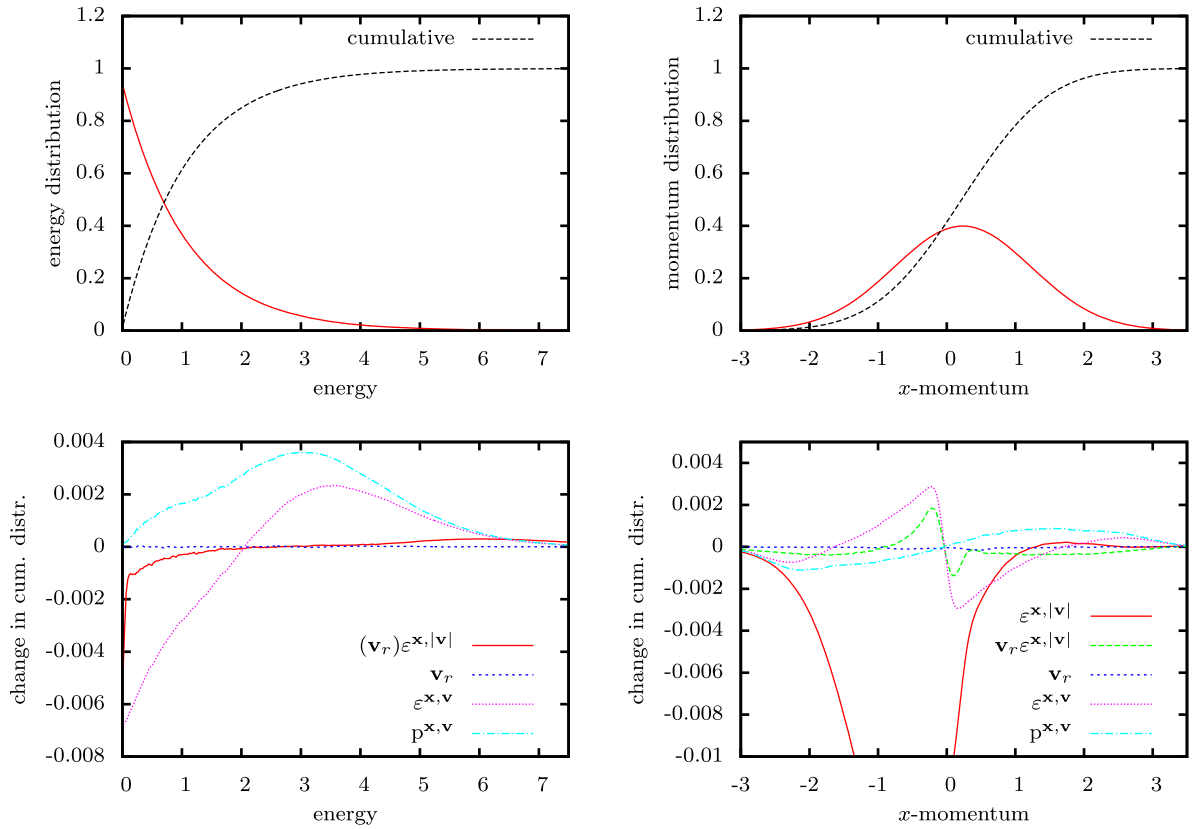 1.2
1
0.8
0.6
0.4
0.2
0
0 1 2 3 4 5 6 7
energy distribution
energy
cumulative
1.2
1
0.8
0.6
0.4
0.2
0
-3 -2 -1 0 1 2 3
momentum distribution
x-momentum
cumulative
0.004
0.002
0
-0.002
-0.004
-0.006
-0.008
0 1 2 3 4 5 6 7
change in cum. distr.
energy
(v_r)ε^{x,|v|}
v_r
ε^{x,v}
p^{x,v}
0.004
0.002
0
-0.002
-0.004
-0.006
-0.008
-0.01
-3 -2 -1 0 1 2 3
change in cum. distr.
x-momentum
ε^{x,|v|}
v_rε^{x,|v|}
v_r
ε^{x,v}
p^{x,v}